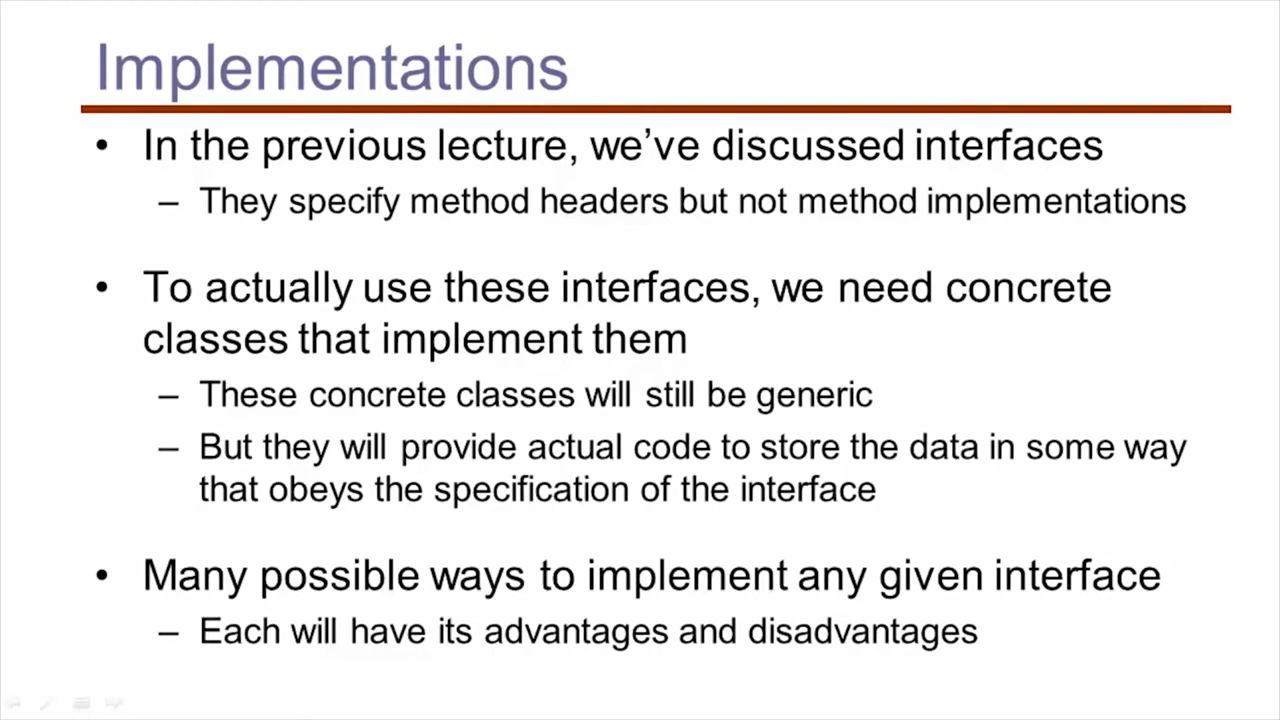 Implementations
• In the previous lecture, we’ve discussed interfaces
– They specify method headers but not method implementations
• To actually use these interfaces, we need concrete
classes that implement them
– These concrete classes will still be generic
– But they will provide actual code to store the data in some way
that obeys the specification of the interface
• Many possible ways to implement any given interface
– Each will have its advantages and disadvantages